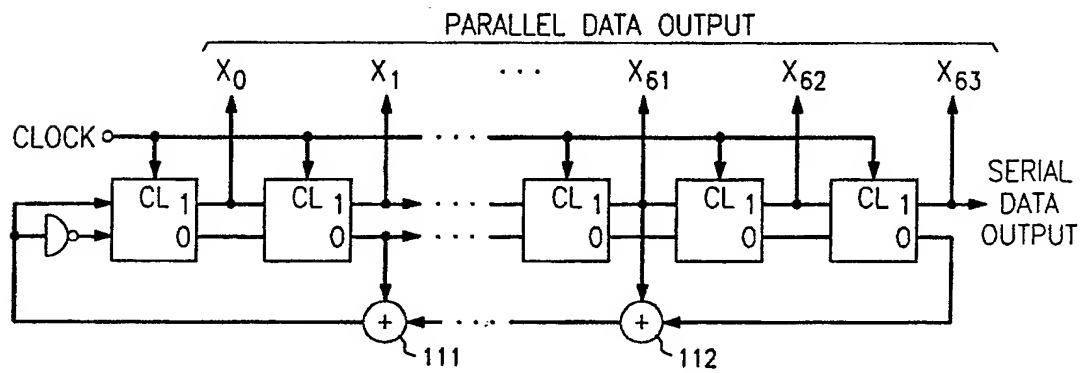 PARALLEL DATA OUTPUT
X0 X1 ··· X61 X62 X63
CLOCK
CL 1 CL 1 CL 1 CL 1 CL 1
0 0 0 0 0
SERIAL
DATA
OUTPUT
+ +
111 112